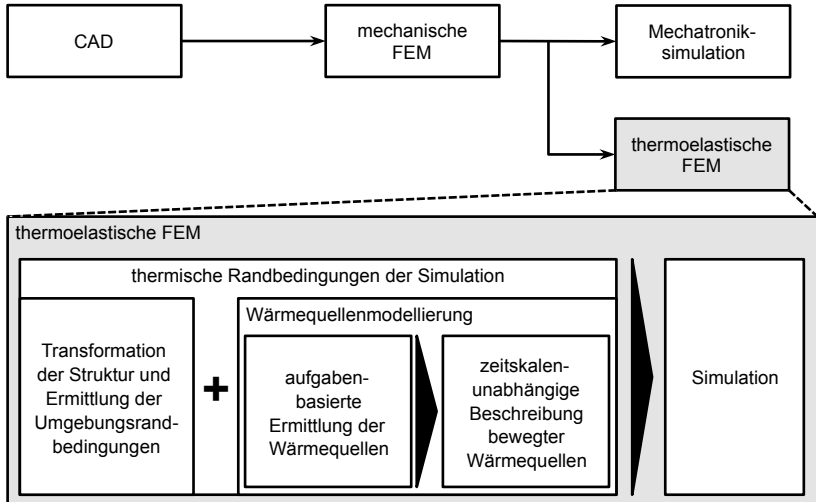 CAD
mechanische
FEM
Mechatronik-
simulation
thermoelastische
FEM
thermoelastische FEM
thermische Randbedingungen der Simulation
Transformation
der Struktur und
Ermittlung der
Umgebungsrand-
bedingungen
+
Wärmequellenmodellierung
aufgaben-
basierte
Ermittlung der
Wärmequellen
zeitskalen-
unabhängige
Beschreibung
bewegter
Wärmequellen
Simulation